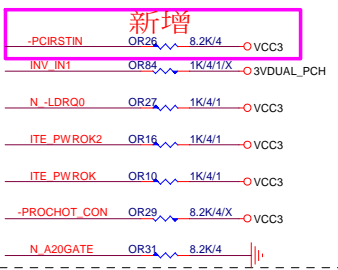 新增
-PCIRSTIN OR26 8.2K/4 VCC3
INV_IN1 OR84 1K/4/1/X 3VDUAL_PCH
N_-LDRQ0 OR27 1K/4/1 VCC3
ITE_PWROK2 OR16 1K/4/1 VCC3
ITE_PWROK OR10 1K/4/1 VCC3
-PROCHOT_CON OR29 8.2K/4/X VCC3
N_A20GATE OR31 8.2K/4